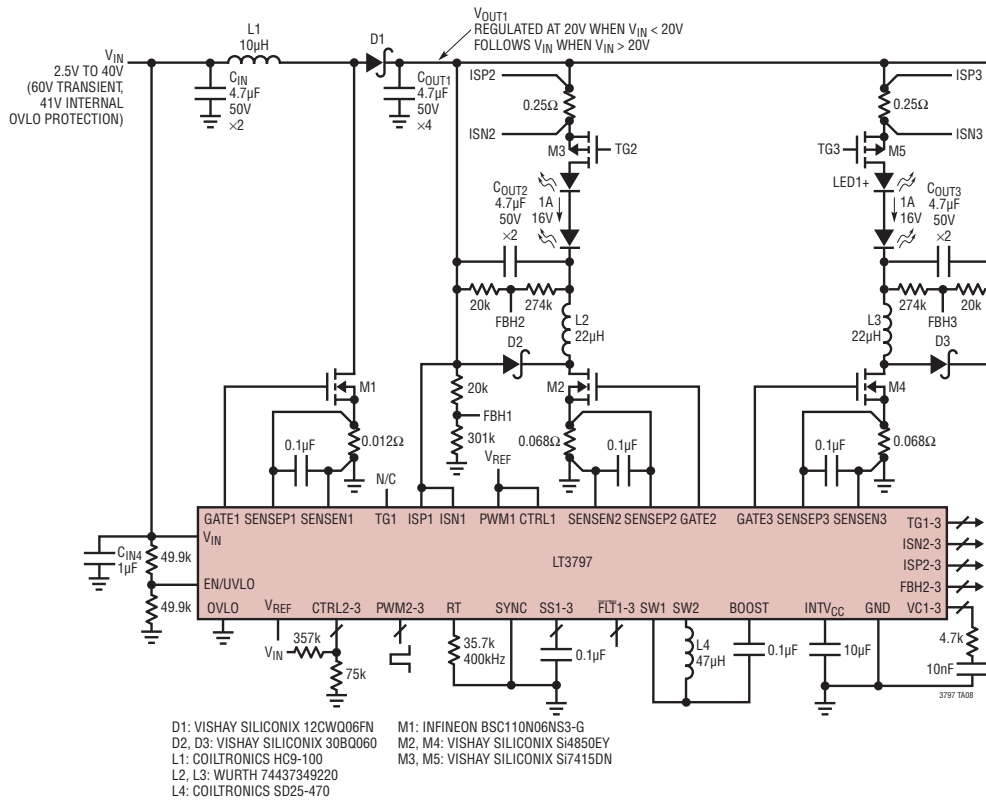 VOUT1
REGULATED AT 20V WHEN VIN < 20V
FOLLOWS VIN WHEN VIN > 20V
VIN
2.5V TO 40V
(60V TRANSIENT,
41V INTERNAL
OVLO PROTECTION)
L1
10µH
D1
CIN
4.7µF
50V
×2
COUT1
4.7µF
50V
×4
ISP2
0.25Ω
ISN2
M3
TG2
ISP3
0.25Ω
ISN3
TG3
M5
LED1+
COUT2
4.7µF
50V
×2
1A
16V
1A
16V
COUT3
4.7µF
50V
×2
20k
274k
FBH2
274k
20k
FBH3
L2
22µH
L3
22µH
D2
D3
M1
20k
FBH1
301k
M2
M4
0.1µF
0.012Ω
0.068Ω
0.1µF
0.1µF
0.068Ω
N/C
VREF
GATE1
SENSEP1
SENSEN1
TG1
ISP1
ISN1
PWM1
CTRL1
SENSEN2
SENSEP2
GATE2
GATE3
SENSEP3
SENSEN3
VIN
LT3797
TG1-3
ISN2-3
ISP2-3
FBH2-3
VC1-3
CIN4
1µF
49.9k
EN/UVLO
49.9k
OVLO
VREF
CTRL2-3
PWM2-3
RT
SYNC
SS1-3
FLT1-3
SW1
SW2
BOOST
INTVCC
GND
VIN
357k
75k
35.7k
400kHz
0.1µF
L4
47µH
0.1µF
10µF
4.7k
10nF
3797 TA08
D1: VISHAY SILICONIX 12CWQ06FN
D2, D3: VISHAY SILICONIX 30BQ060
L1: COILTRONICS HC9-100
L2, L3: WURTH 74437349220
L4: COILTRONICS SD25-470
M1: INFINEON BSC110N06NS3-G
M2, M4: VISHAY SILICONIX Si4850EY
M3, M5: VISHAY SILICONIX Si7415DN